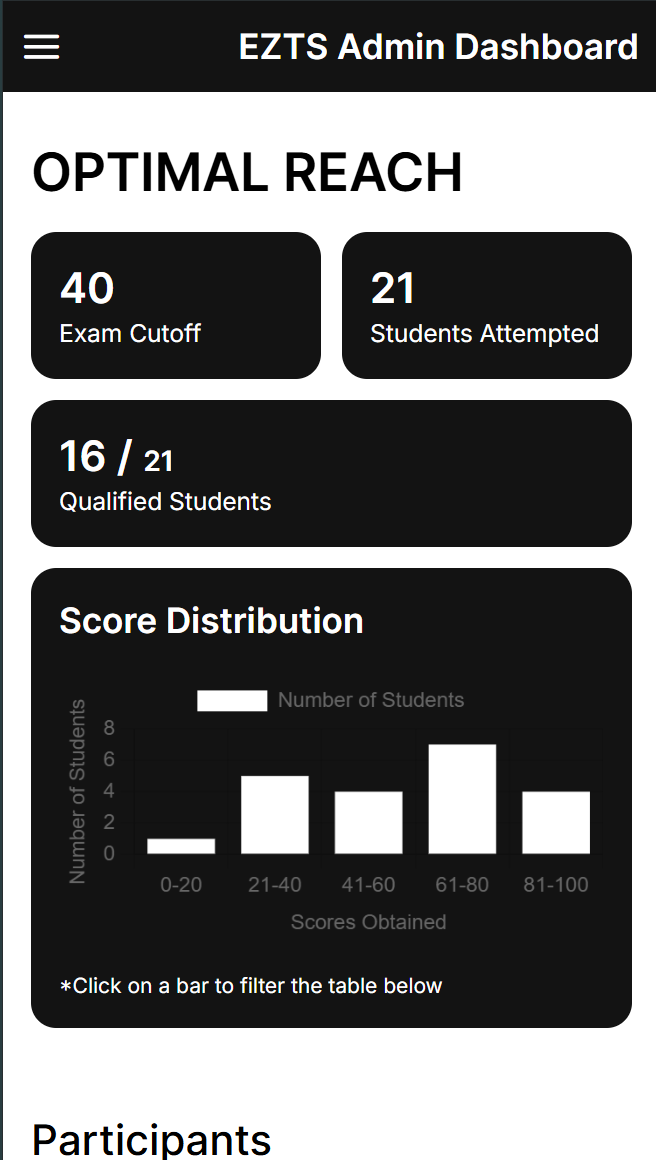 EZTS Admin Dashboard
OPTIMAL REACH
40
Exam Cutoff
21
Students Attempted
16 / 21
Qualified Students
Score Distribution
Number of Students
Number of Students
8
6
4
2
0
0-20 21-40 41-60 61-80 81-100
Scores Obtained
*Click on a bar to filter the table below
Participants